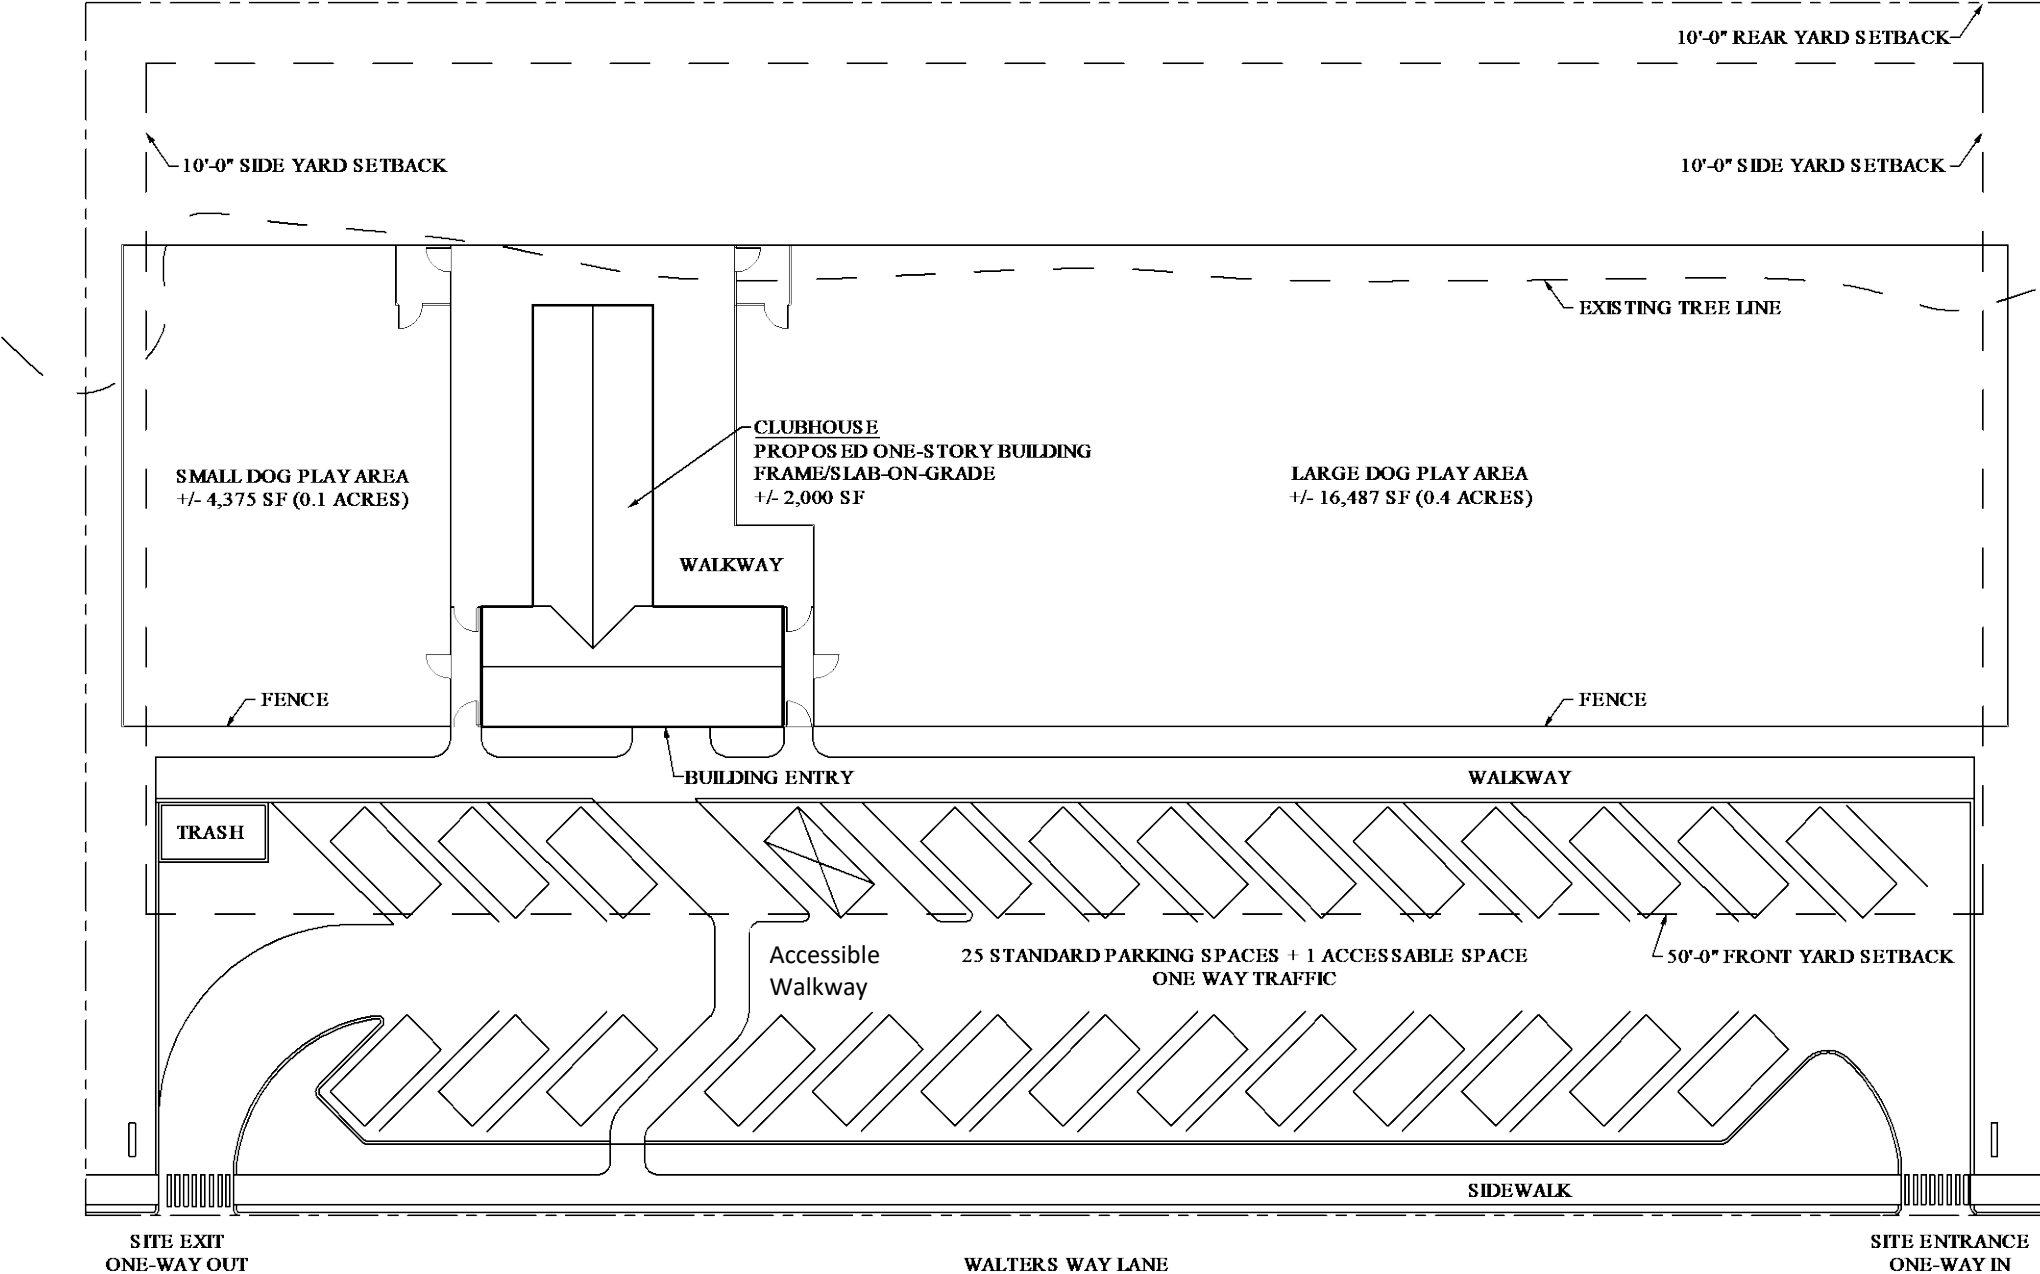 10'-0" REAR YARD SETBACK
10'-0" SIDE YARD SETBACK
10'-0" SIDE YARD SETBACK
EXISTING TREE LINE
CLUBHOUSE
PROPOSED ONE-STORY BUILDING
FRAME/SLAB-ON-GRADE
+/- 2,000 SF
SMALL DOG PLAY AREA
+/- 4,375 SF (0.1 ACRES)
LARGE DOG PLAY AREA
+/- 16,487 SF (0.4 ACRES)
WALKWAY
FENCE
FENCE
BUILDING ENTRY
WALKWAY
TRASH
Accessible
Walkway
25 STANDARD PARKING SPACES + 1 ACCESSABLE SPACE
ONE WAY TRAFFIC
50'-0" FRONT YARD SETBACK
SIDEWALK
SITE EXIT
ONE-WAY OUT
WALTERS WAY LANE
SITE ENTRANCE
ONE-WAY IN